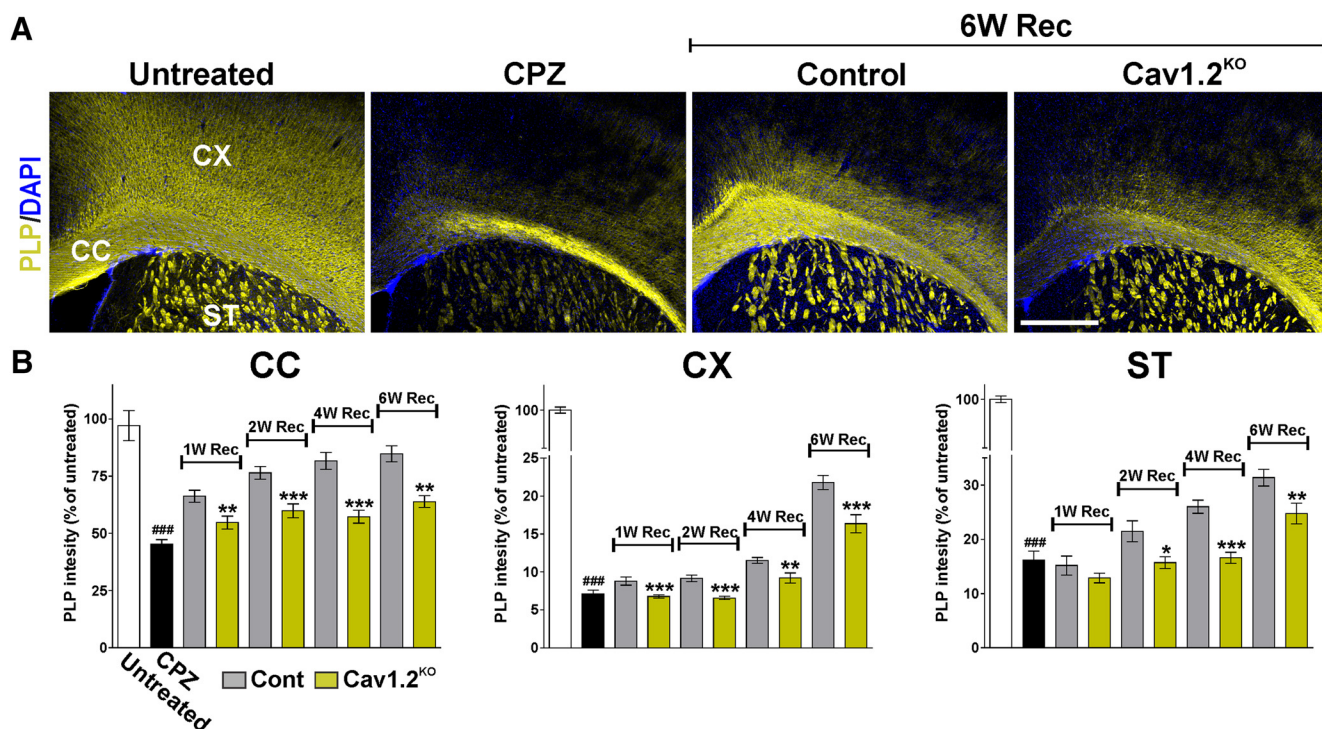 A
6W Rec
Untreated
CPZ
Control
Cav1.2KO
PLP/DAPI
CX
CC
ST
B
CC
CX
ST
PLP intesity (% of untreated)
100
75
50
25
0
###
1W Rec
**
2W Rec
***
4W Rec
***
6W Rec
**
CPZ
Untreated
Cont
Cav1.2KO
PLP intesity (% of untreated)
100
25
20
15
10
5
0
###
1W Rec
***
2W Rec
***
4W Rec
**
6W Rec
***
PLP intesity (% of untreated)
100
30
20
10
0
###
1W Rec
2W Rec
*
4W Rec
***
6W Rec
**